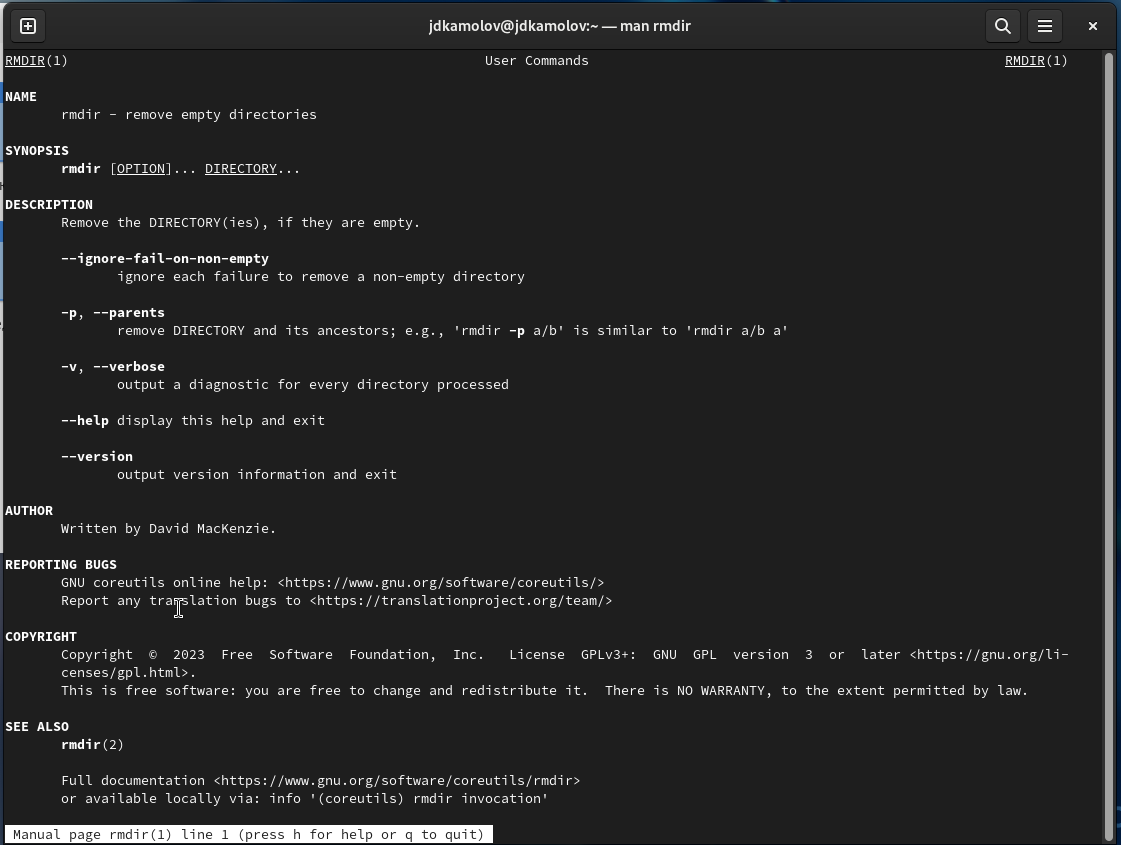 jdkamolov@jdkamolov:~ — man rmdir
RMDIR(1) User Commands RMDIR(1)
NAME
rmdir - remove empty directories
SYNOPSIS
rmdir [OPTION]... DIRECTORY...
DESCRIPTION
Remove the DIRECTORY(ies), if they are empty.
--ignore-fail-on-non-empty
ignore each failure to remove a non-empty directory
-p, --parents
remove DIRECTORY and its ancestors; e.g., 'rmdir -p a/b' is similar to 'rmdir a/b a'
-v, --verbose
output a diagnostic for every directory processed
--help display this help and exit
--version
output version information and exit
AUTHOR
Written by David MacKenzie.
REPORTING BUGS
GNU coreutils online help: <https://www.gnu.org/software/coreutils/>
Report any translation bugs to <https://translationproject.org/team/>
COPYRIGHT
Copyright © 2023 Free Software Foundation, Inc. License GPLv3+: GNU GPL version 3 or later <https://gnu.org/li-
censes/gpl.html>.
This is free software: you are free to change and redistribute it. There is NO WARRANTY, to the extent permitted by law.
SEE ALSO
rmdir(2)
Full documentation <https://www.gnu.org/software/coreutils/rmdir>
or available locally via: info '(coreutils) rmdir invocation'
Manual page rmdir(1) line 1 (press h for help or q to quit)